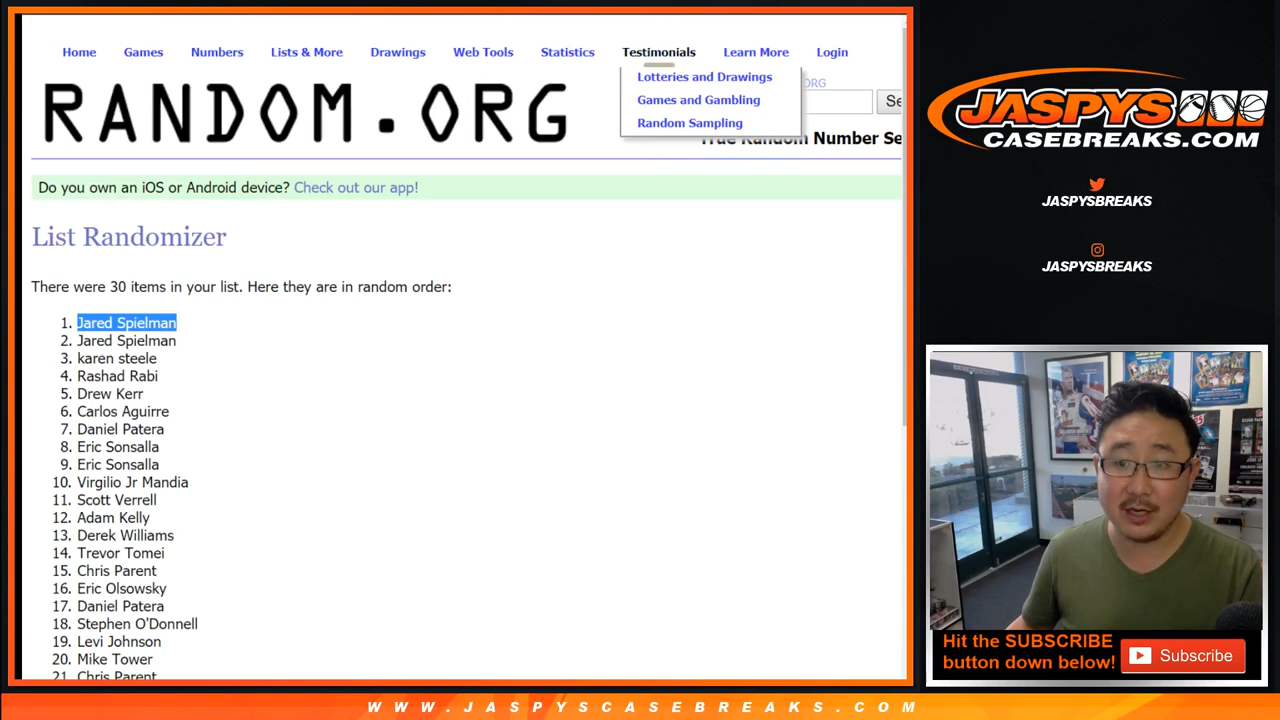 Home Games Numbers Lists & More Drawings Web Tools Statistics Testimonials Learn More Login
Lotteries and Drawings
Games and Gambling
Random Sampling
ORG
RANDOM.ORG
Se
True Random Number Se
Do you own an iOS or Android device? Check out our app!
List Randomizer
There were 30 items in your list. Here they are in random order:
1. Jared Spielman
2. Jared Spielman
3. karen steele
4. Rashad Rabi
5. Drew Kerr
6. Carlos Aguirre
7. Daniel Patera
8. Eric Sonsalla
9. Eric Sonsalla
10. Virgilio Jr Mandia
11. Scott Verrell
12. Adam Kelly
13. Derek Williams
14. Trevor Tomei
15. Chris Parent
16. Eric Olsowsky
17. Daniel Patera
18. Stephen O'Donnell
19. Levi Johnson
20. Mike Tower
21. Chris Parent
JASPYS
CASEBREAKS.COM
JASPYSBREAKS
JASPYSBREAKS
Hit the SUBSCRIBE
button down below!
Subscribe
WWW.JASPYSCASEBREAKS.COM